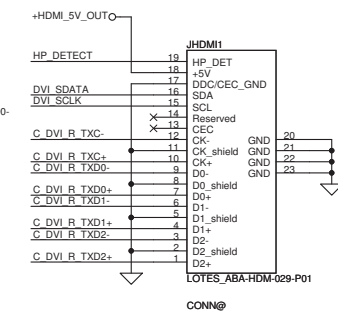 +HDMI_5V_OUT
JHDMI1
HP_DETECT 19 HP_DET
18 +5V
17 DDC/CEC_GND
DVI_SDATA 16 SDA
DVI_SCLK 15 SCL
0-
14 Reserved
13 CEC
C_DVI_R_TXC- 12 CK- GND 20
11 CK_shield GND 21
C_DVI_R_TXC+ 10 CK+ GND 22
C_DVI_R_TXD0- 9 D0- GND 23
8 D0_shield
C_DVI_R_TXD0+ 7 D0+
C_DVI_R_TXD1- 6 D1-
5 D1_shield
C_DVI_R_TXD1+ 4 D1+
C_DVI_R_TXD2- 3 D2-
2 D2_shield
C_DVI_R_TXD2+ 1 D2+
LOTES_ABA-HDM-029-P01
CONN@